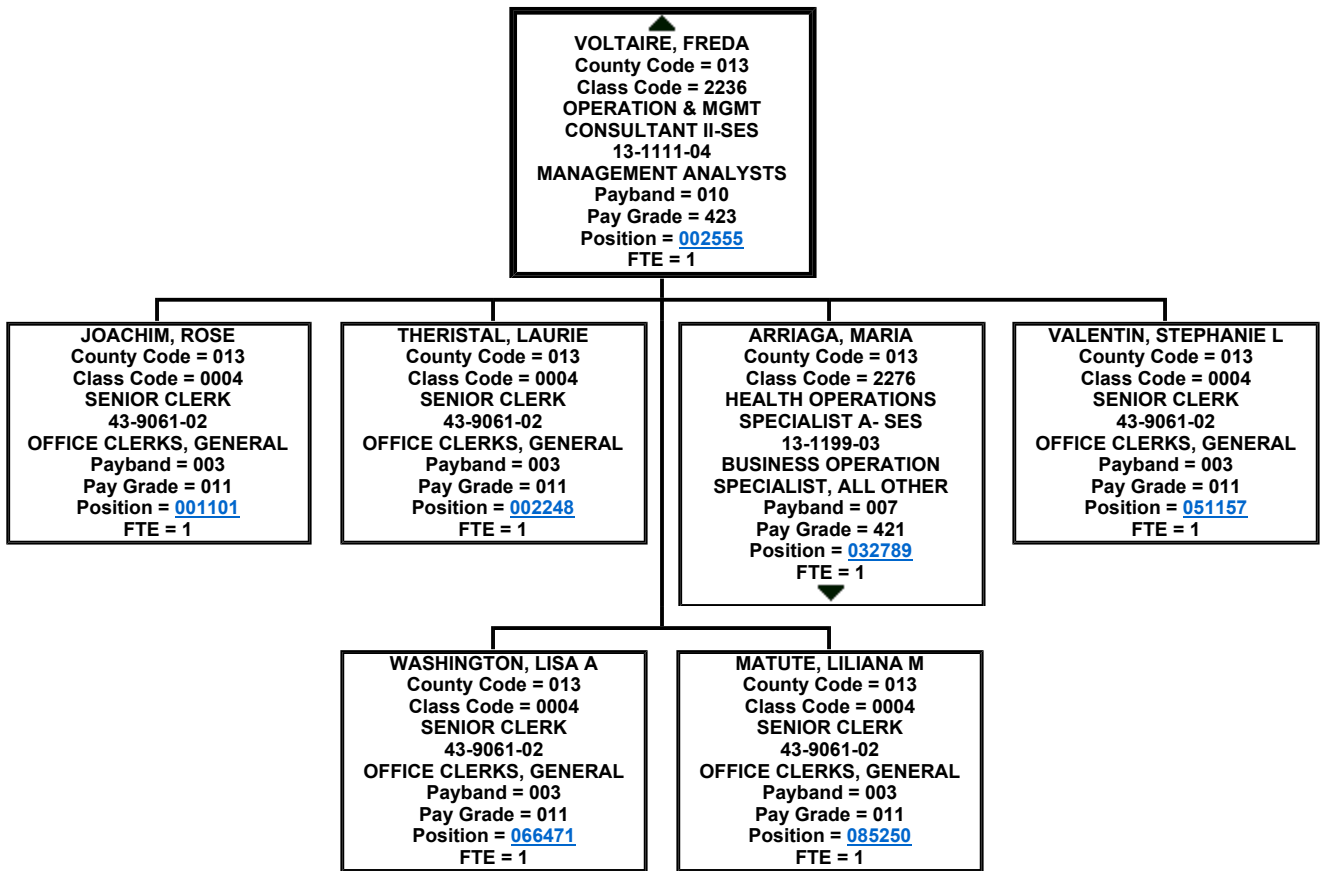 VOLTAIRE, FREDA
County Code = 013
Class Code = 2236
OPERATION & MGMT
CONSULTANT II-SES
13-1111-04
MANAGEMENT ANALYSTS
Payband = 010
Pay Grade = 423
Position = 002555
FTE = 1
JOACHIM, ROSE
County Code = 013
Class Code = 0004
SENIOR CLERK
43-9061-02
OFFICE CLERKS, GENERAL
Payband = 003
Pay Grade = 011
Position = 001101
FTE = 1
THERISTAL, LAURIE
County Code = 013
Class Code = 0004
SENIOR CLERK
43-9061-02
OFFICE CLERKS, GENERAL
Payband = 003
Pay Grade = 011
Position = 002248
FTE = 1
ARRIAGA, MARIA
County Code = 013
Class Code = 2276
HEALTH OPERATIONS
SPECIALIST A- SES
13-1199-03
BUSINESS OPERATION
SPECIALIST, ALL OTHER
Payband = 007
Pay Grade = 421
Position = 032789
FTE = 1
VALENTIN, STEPHANIE L
County Code = 013
Class Code = 0004
SENIOR CLERK
43-9061-02
OFFICE CLERKS, GENERAL
Payband = 003
Pay Grade = 011
Position = 051157
FTE = 1
WASHINGTON, LISA A
County Code = 013
Class Code = 0004
SENIOR CLERK
43-9061-02
OFFICE CLERKS, GENERAL
Payband = 003
Pay Grade = 011
Position = 066471
FTE = 1
MATUTE, LILIANA M
County Code = 013
Class Code = 0004
SENIOR CLERK
43-9061-02
OFFICE CLERKS, GENERAL
Payband = 003
Pay Grade = 011
Position = 085250
FTE = 1